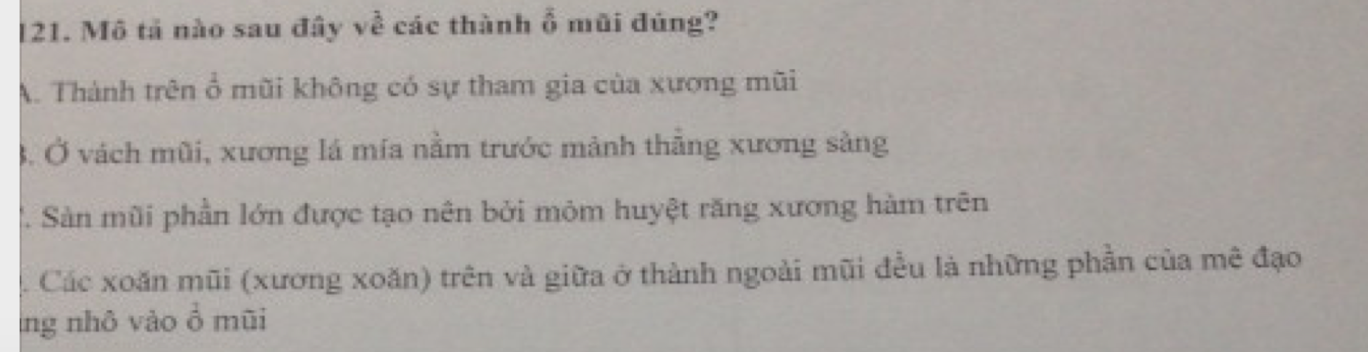 121. Mô tả nào sau đây về các thành ổ mũi đúng?
A. Thành trên ổ mũi không có sự tham gia của xương mũi
3. Ở vách mũi, xương lá mía nằm trước mảnh thẳng xương sàng
. Sàn mũi phần lớn được tạo nên bởi mỏm huyệt răng xương hàm trên
. Các xoăn mũi (xương xoăn) trên và giữa ở thành ngoài mũi đều là những phần của mê đạo
ng nhô vào ổ mũi